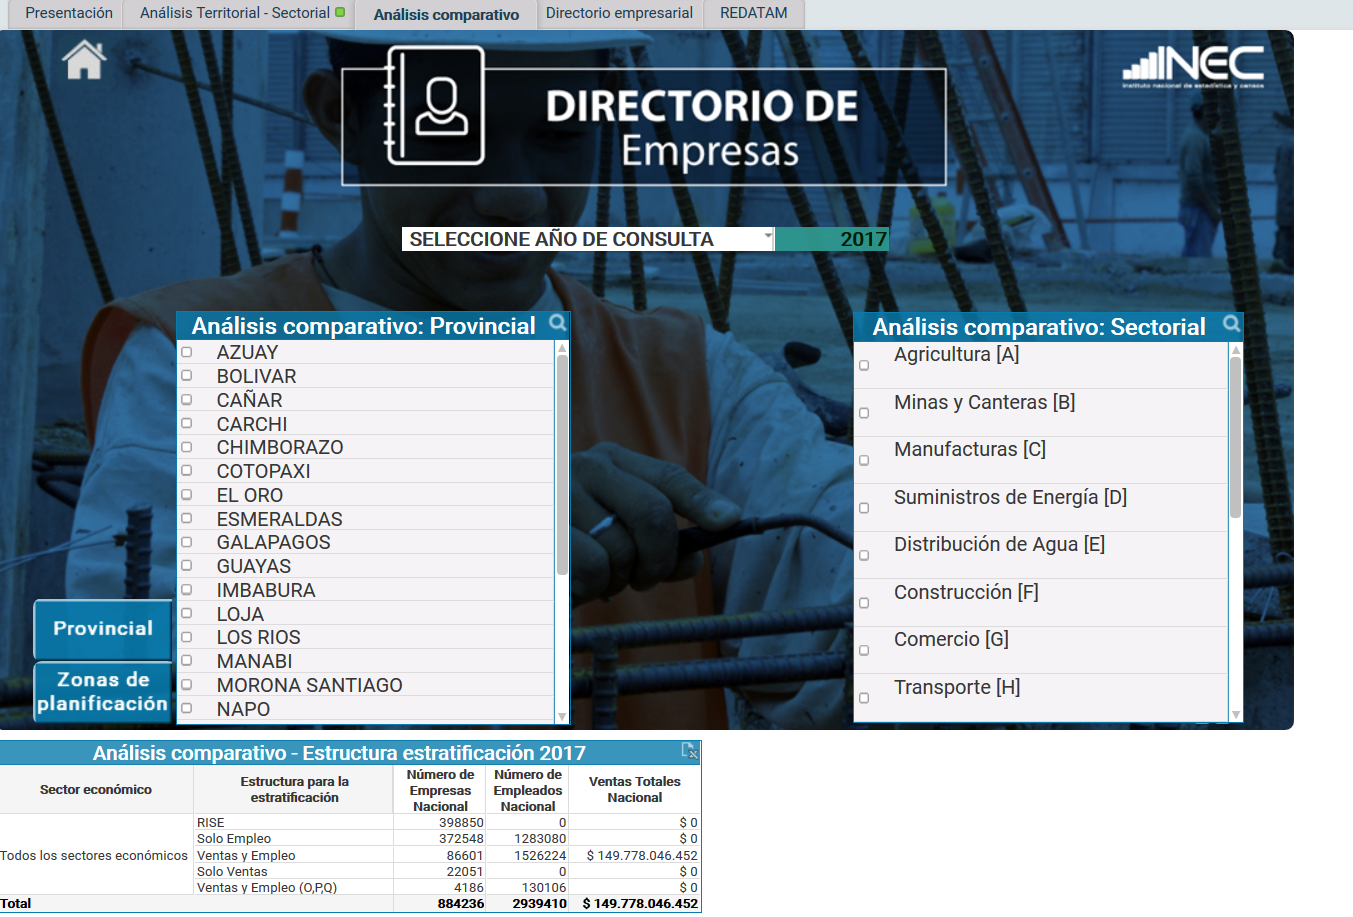 Presentación
Análisis Territorial - Sectorial
Análisis comparativo
Directorio empresarial
REDATAM
INEC
instituto nacional de estadística y censos
DIRECTORIO DE
Empresas
SELECCIONE AÑO DE CONSULTA 2017
Análisis comparativo: Provincial
AZUAY
BOLIVAR
CAÑAR
CARCHI
CHIMBORAZO
COTOPAXI
EL ORO
ESMERALDAS
GALAPAGOS
GUAYAS
IMBABURA
LOJA
LOS RIOS
MANABI
MORONA SANTIAGO
NAPO
Provincial
Zonas de
planificación
Análisis comparativo: Sectorial
Agricultura [A]
Minas y Canteras [B]
Manufacturas [C]
Suministros de Energía [D]
Distribución de Agua [E]
Construcción [F]
Comercio [G]
Transporte [H]
Análisis comparativo - Estructura estratificación 2017
Sector económico
Estructura para la
estratificación
Número de
Empresas
Nacional
Número de
Empleados
Nacional
Ventas Totales
Nacional
Todos los sectores económicos
RISE 398850 0 $ 0
Solo Empleo 372548 1283080 $ 0
Ventas y Empleo 86601 1526224 $ 149.778.046.452
Solo Ventas 22051 0 $ 0
Ventas y Empleo (O,P,Q) 4186 130106 $ 0
Total 884236 2939410 $ 149.778.046.452